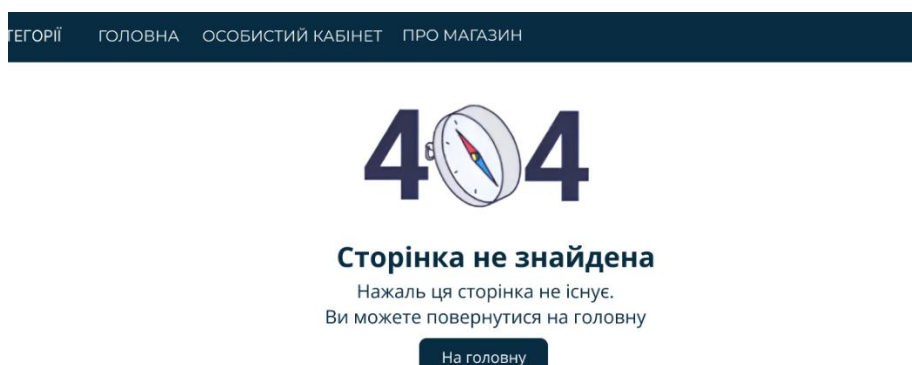 ТЕГОРІЇ ГОЛОВНА ОСОБИСТИЙ КАБІНЕТ ПРО МАГАЗИН
404
Сторінка не знайдена
Нажаль ця сторінка не існує.
Ви можете повернутися на головну
На головну